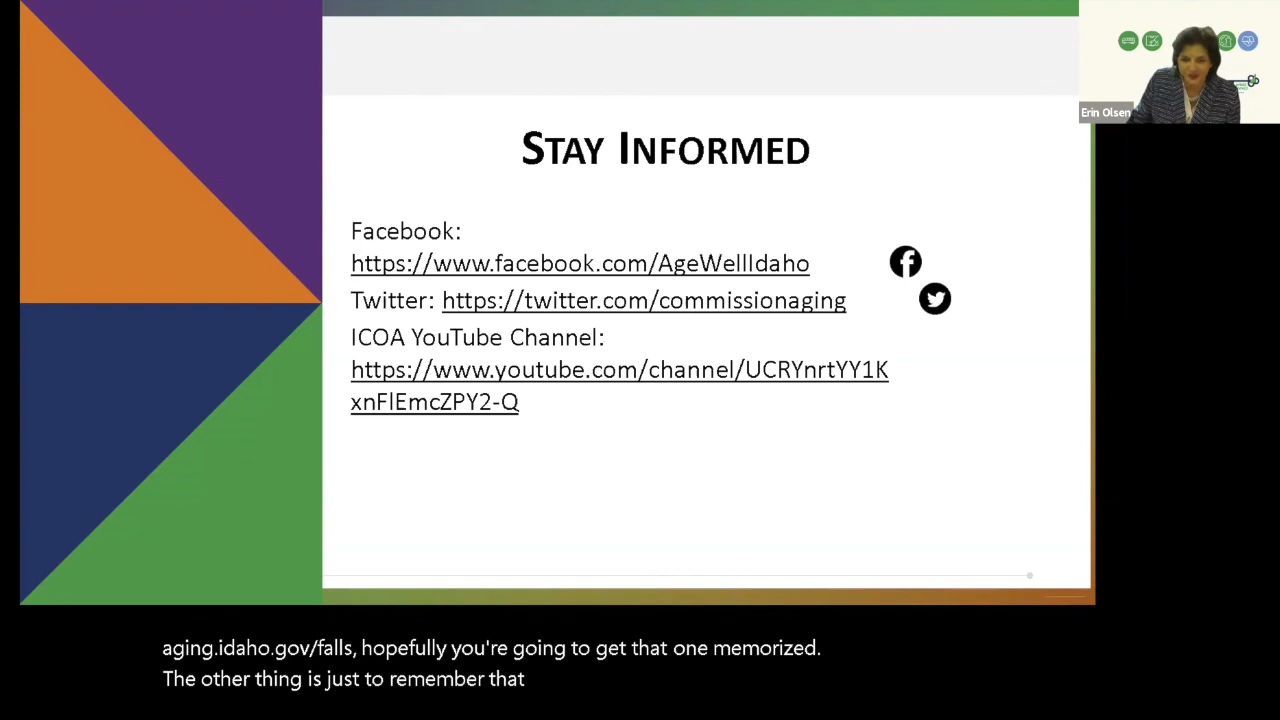 Erin Olsen
STAY INFORMED
Facebook:
https://www.facebook.com/AgeWellIdaho
Twitter: https://twitter.com/commissionaging
ICOA YouTube Channel:
https://www.youtube.com/channel/UCRYnrtYY1K
xnFlEmcZPY2-Q
aging.idaho.gov/falls, hopefully you're going to get that one memorized.
The other thing is just to remember that